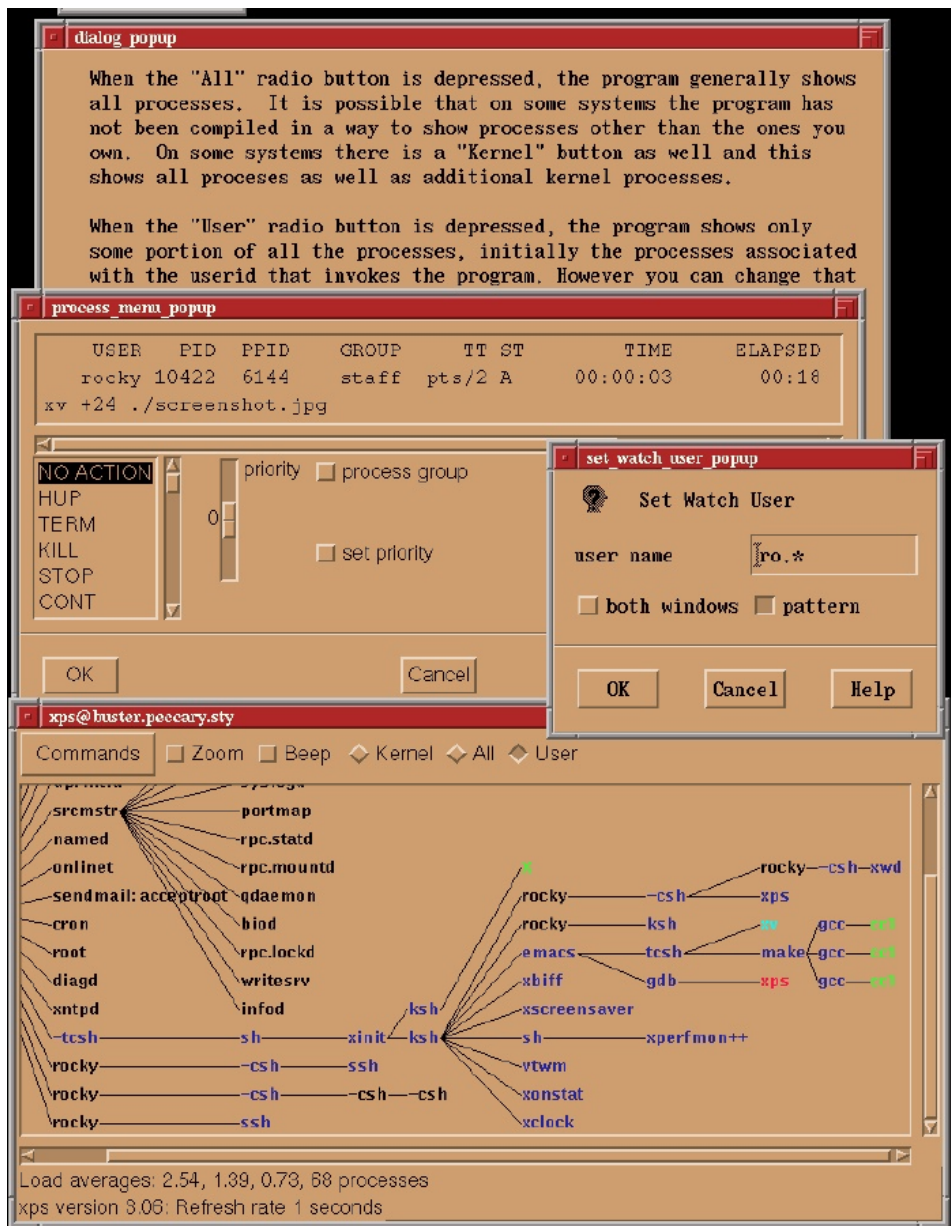 dialog_popup
When the "All" radio button is depressed, the program generally shows
all processes. It is possible that on some systems the program has
not been compiled in a way to show processes other than the ones you
own. On some systems there is a "Kernel" button as well and this
shows all proceses as well as additional kernel processes.
When the "User" radio button is depressed, the program shows only
some portion of all the processes, initially the processes associated
with the userid that invokes the program. However you can change that
process_menu_popup
USER PID PPID GROUP TT ST TIME ELAPSED
rocky 10422 6144 staff pts/2 A 00:00:03 00:18
xv +24 ./screenshot.jpg
NO ACTION
HUP
TERM
KILL
STOP
CONT
priority
0
process group
set priority
OK Cancel
set_watch_user_popup
Set Watch User
user name ro.*
both windows pattern
OK Cancel Help
xps@buster.peccary.sty
Commands Zoom Beep Kernel All User
srcmstr portmap
named rpc.statd
onlinet rpc.mountd rocky -csh xwd
sendmail: acceptroot qdaemon rocky -csh xps
cron biod rocky ksh xv gcc
root rpc.lockd emacs tcsh make gcc
diagd writesrv xbiff gdb xps gcc
xntpd infod ksh xscreensaver
-tcsh sh xinit ksh sh xperfmon++
rocky -csh ssh vtwm
rocky -csh -csh -csh xonstat
rocky ssh xclock
Load averages: 2.54, 1.39, 0.73, 68 processes
xps version 3.06: Refresh rate 1 seconds